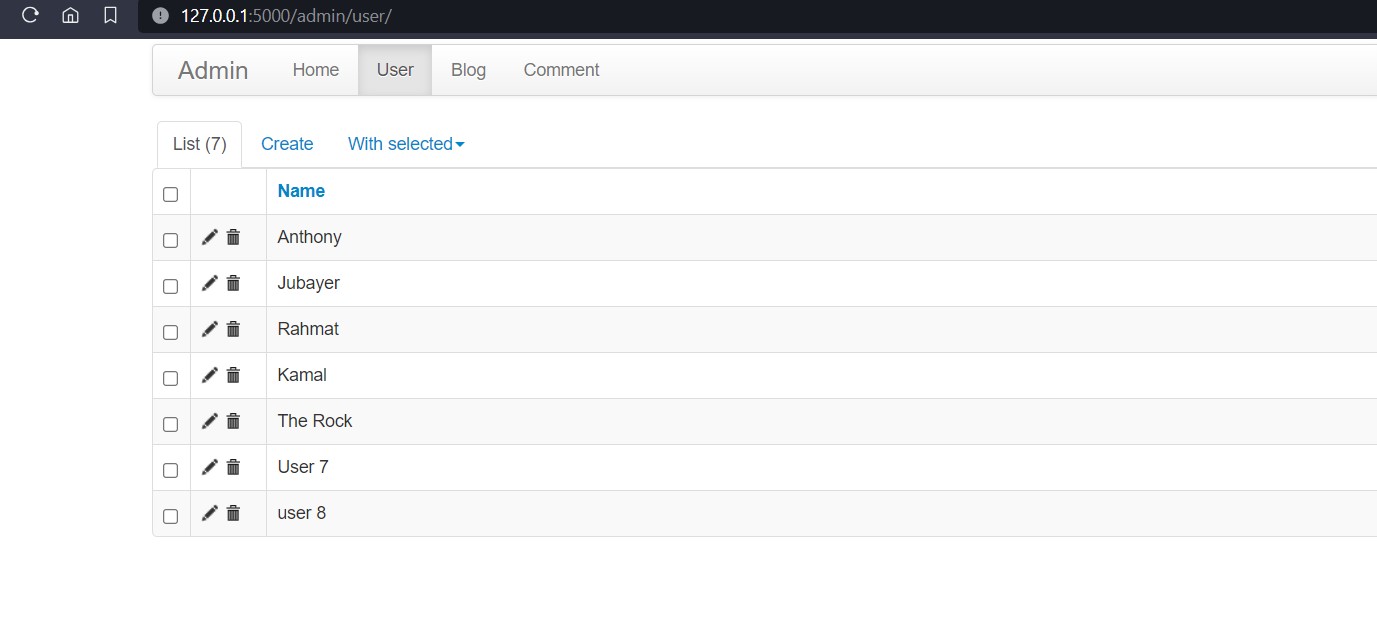 127.0.0.1:5000/admin/user/
Admin Home User Blog Comment
List (7) Create With selected
Name
Anthony
Jubayer
Rahmat
Kamal
The Rock
User 7
user 8